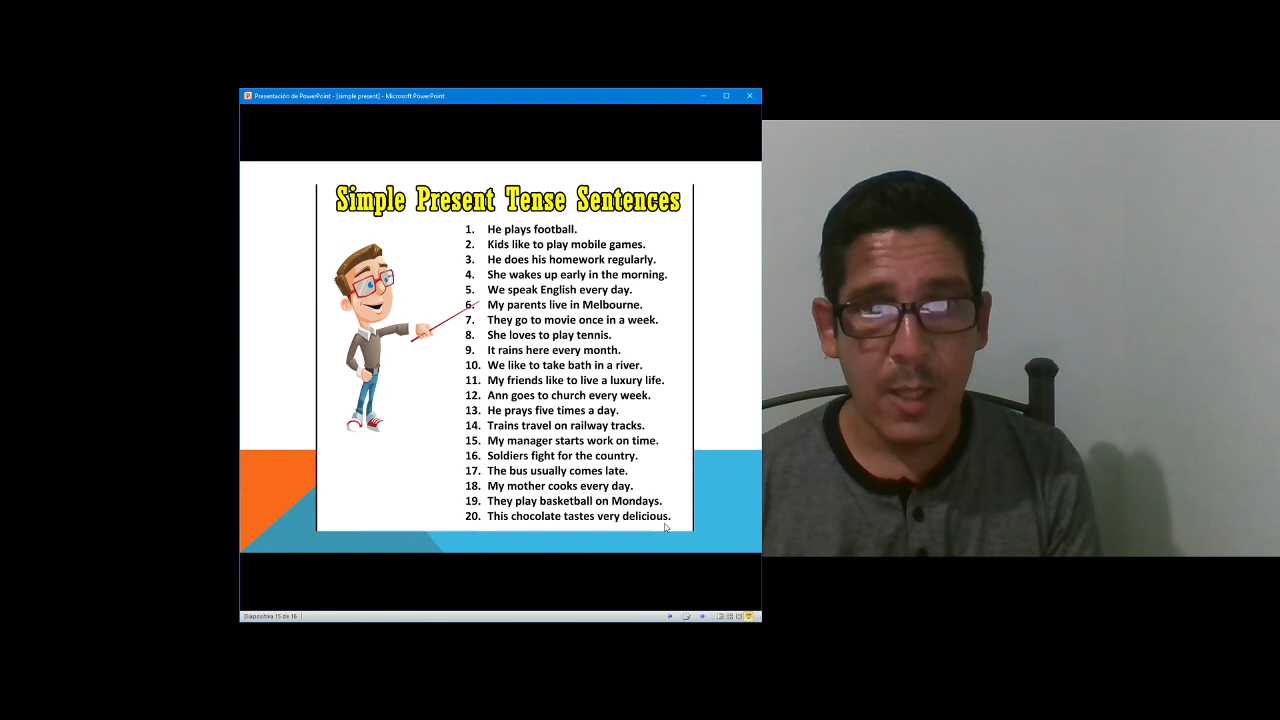 Presentación de PowerPoint - [simple present] - Microsoft PowerPoint
Simple Present Tense Sentences
1. He plays football.
2. Kids like to play mobile games.
3. He does his homework regularly.
4. She wakes up early in the morning.
5. We speak English every day.
6. My parents live in Melbourne.
7. They go to movie once in a week.
8. She loves to play tennis.
9. It rains here every month.
10. We like to take bath in a river.
11. My friends like to live a luxury life.
12. Ann goes to church every week.
13. He prays five times a day.
14. Trains travel on railway tracks.
15. My manager starts work on time.
16. Soldiers fight for the country.
17. The bus usually comes late.
18. My mother cooks every day.
19. They play basketball on Mondays.
20. This chocolate tastes very delicious.
Diapositiva 15 de 16